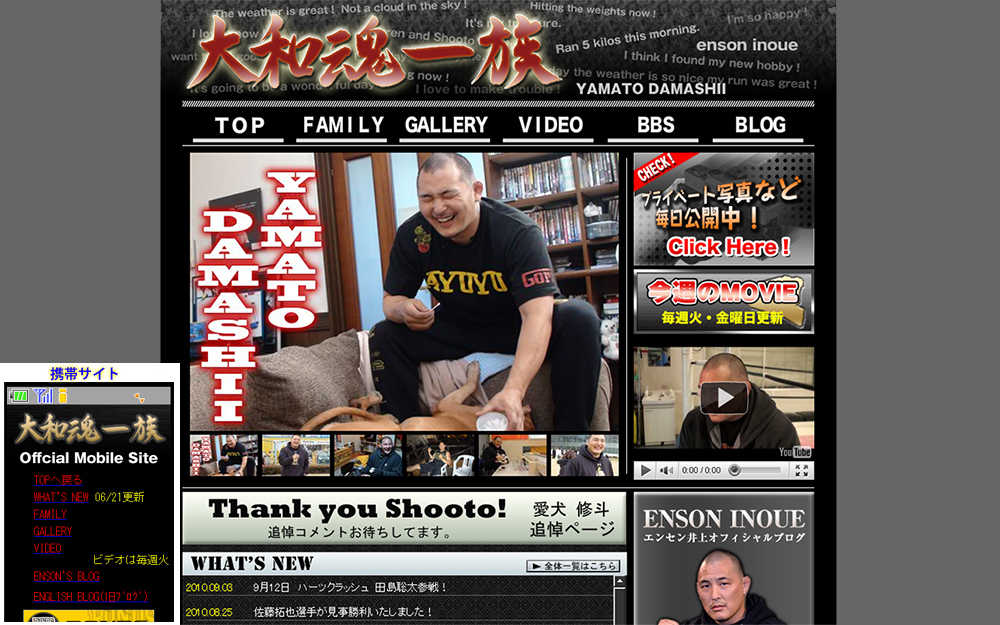 The weather is great! Not a cloud in the sky!
Hitting the weights now!
I'm so happy!
大和魂一族
Ran 5 kilos this morning.
enson inoue
I think I found my new hobby!
the weather is so nice my run was great!
I love to make trouble!
YAMATO DAMASHII
TOP
FAMILY
GALLERY
VIDEO
BBS
BLOG
YAMATO
DAMASHII
CHECK!
プライベート写真など
毎日公開中！
Click Here!
今週のMOVIE
毎週火・金曜日更新
YouTube
0:00 / 0:00
携帯サイト
大和魂一族
Offcial Mobile Site
TOPへ戻る
WHAT'S NEW 06/21更新
FAMILY
GALLERY
VIDEO
ビデオは毎週火
ENSON'S BLOG
ENGLISH BLOG(旧ﾌﾞﾛｸﾞ)
Thank you Shooto!
追悼コメントお待ちしてます。
愛犬 修斗
追悼ページ
WHAT'S NEW
▶ 全体一覧はこちら
2010.09.03 9月12日 ハーツクラッシュ 田島聡太参戦！
2010.08.25 佐藤拓也選手が見事勝利いたしました！
ENSON INOUE
エンセン井上オフィシャルブログ